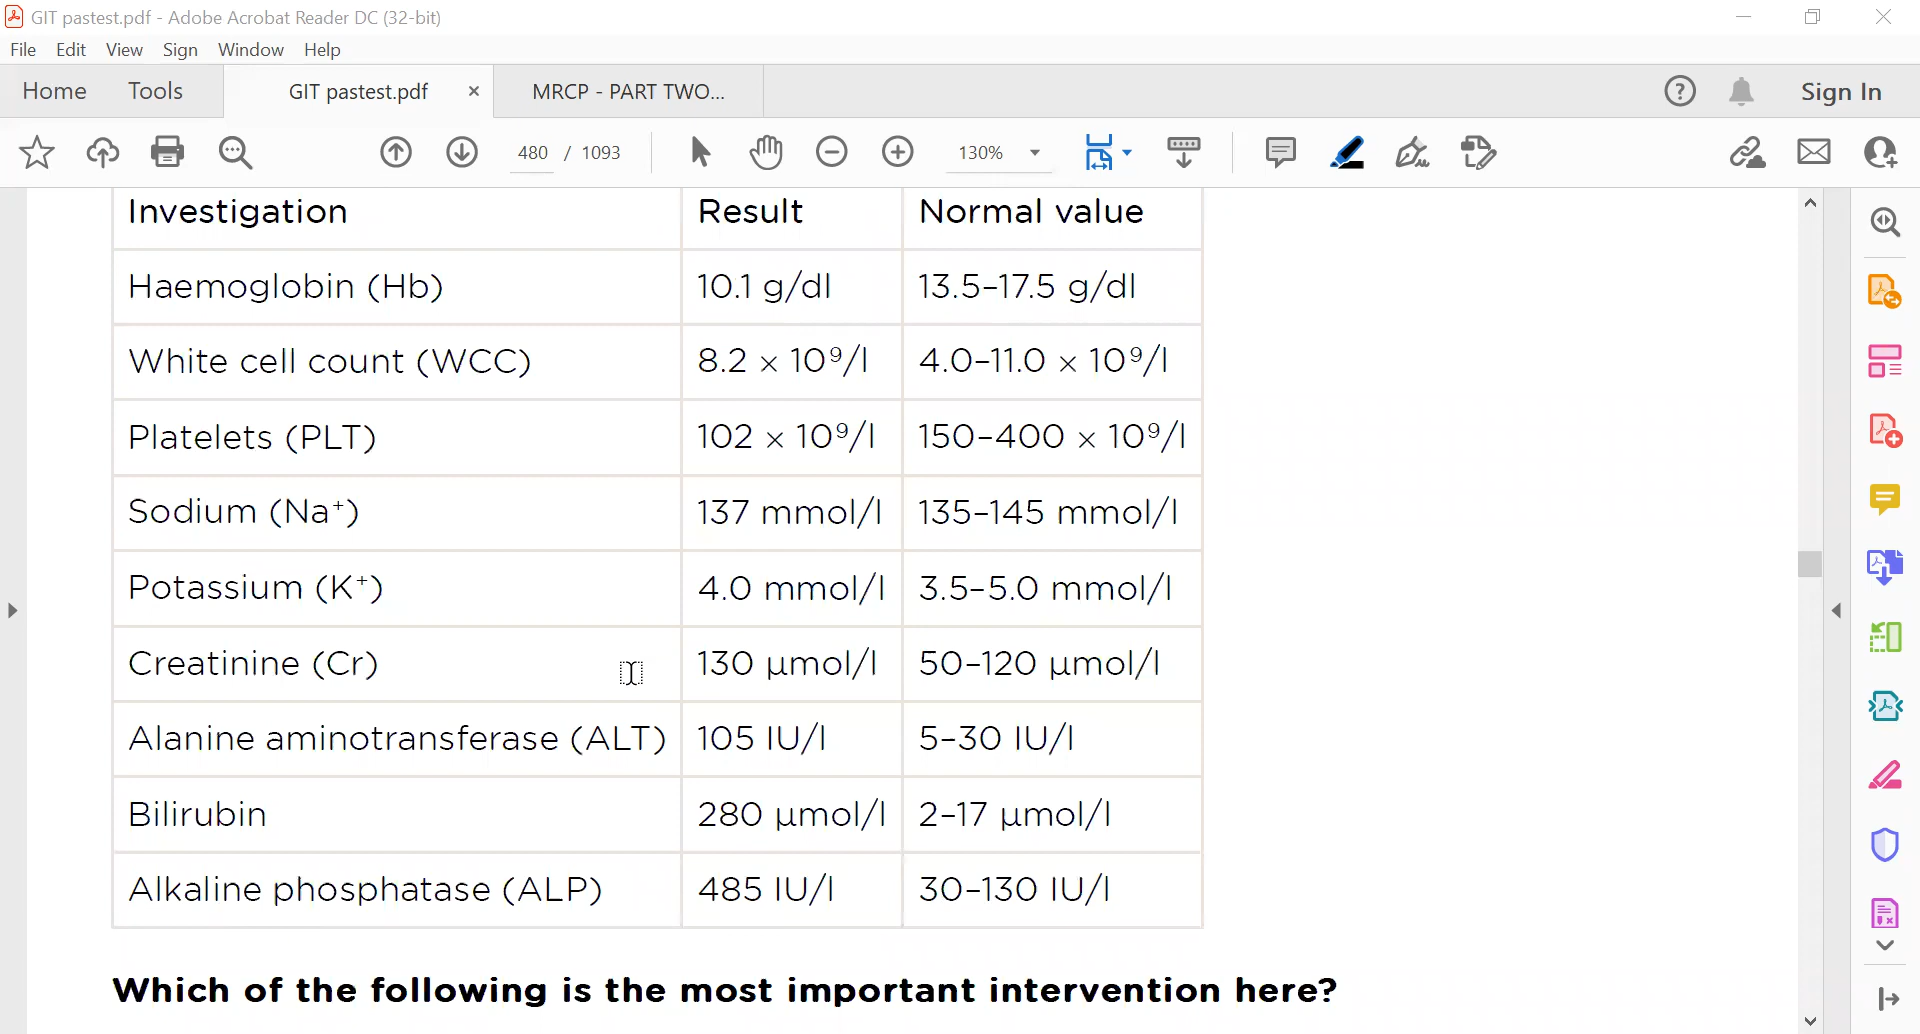 GIT pastest.pdf - Adobe Acrobat Reader DC (32-bit)
File Edit View Sign Window Help
Home Tools GIT pastest.pdf × MRCP - PART TWO... Sign In
480 / 1093 130%
Investigation Result Normal value
Haemoglobin (Hb) 10.1 g/dl 13.5–17.5 g/dl
White cell count (WCC) 8.2 × 10⁹/l 4.0–11.0 × 10⁹/l
Platelets (PLT) 102 × 10⁹/l 150–400 × 10⁹/l
Sodium (Na⁺) 137 mmol/l 135–145 mmol/l
Potassium (K⁺) 4.0 mmol/l 3.5–5.0 mmol/l
Creatinine (Cr) 130 µmol/l 50–120 µmol/l
Alanine aminotransferase (ALT) 105 IU/l 5–30 IU/l
Bilirubin 280 µmol/l 2–17 µmol/l
Alkaline phosphatase (ALP) 485 IU/l 30–130 IU/l
Which of the following is the most important intervention here?